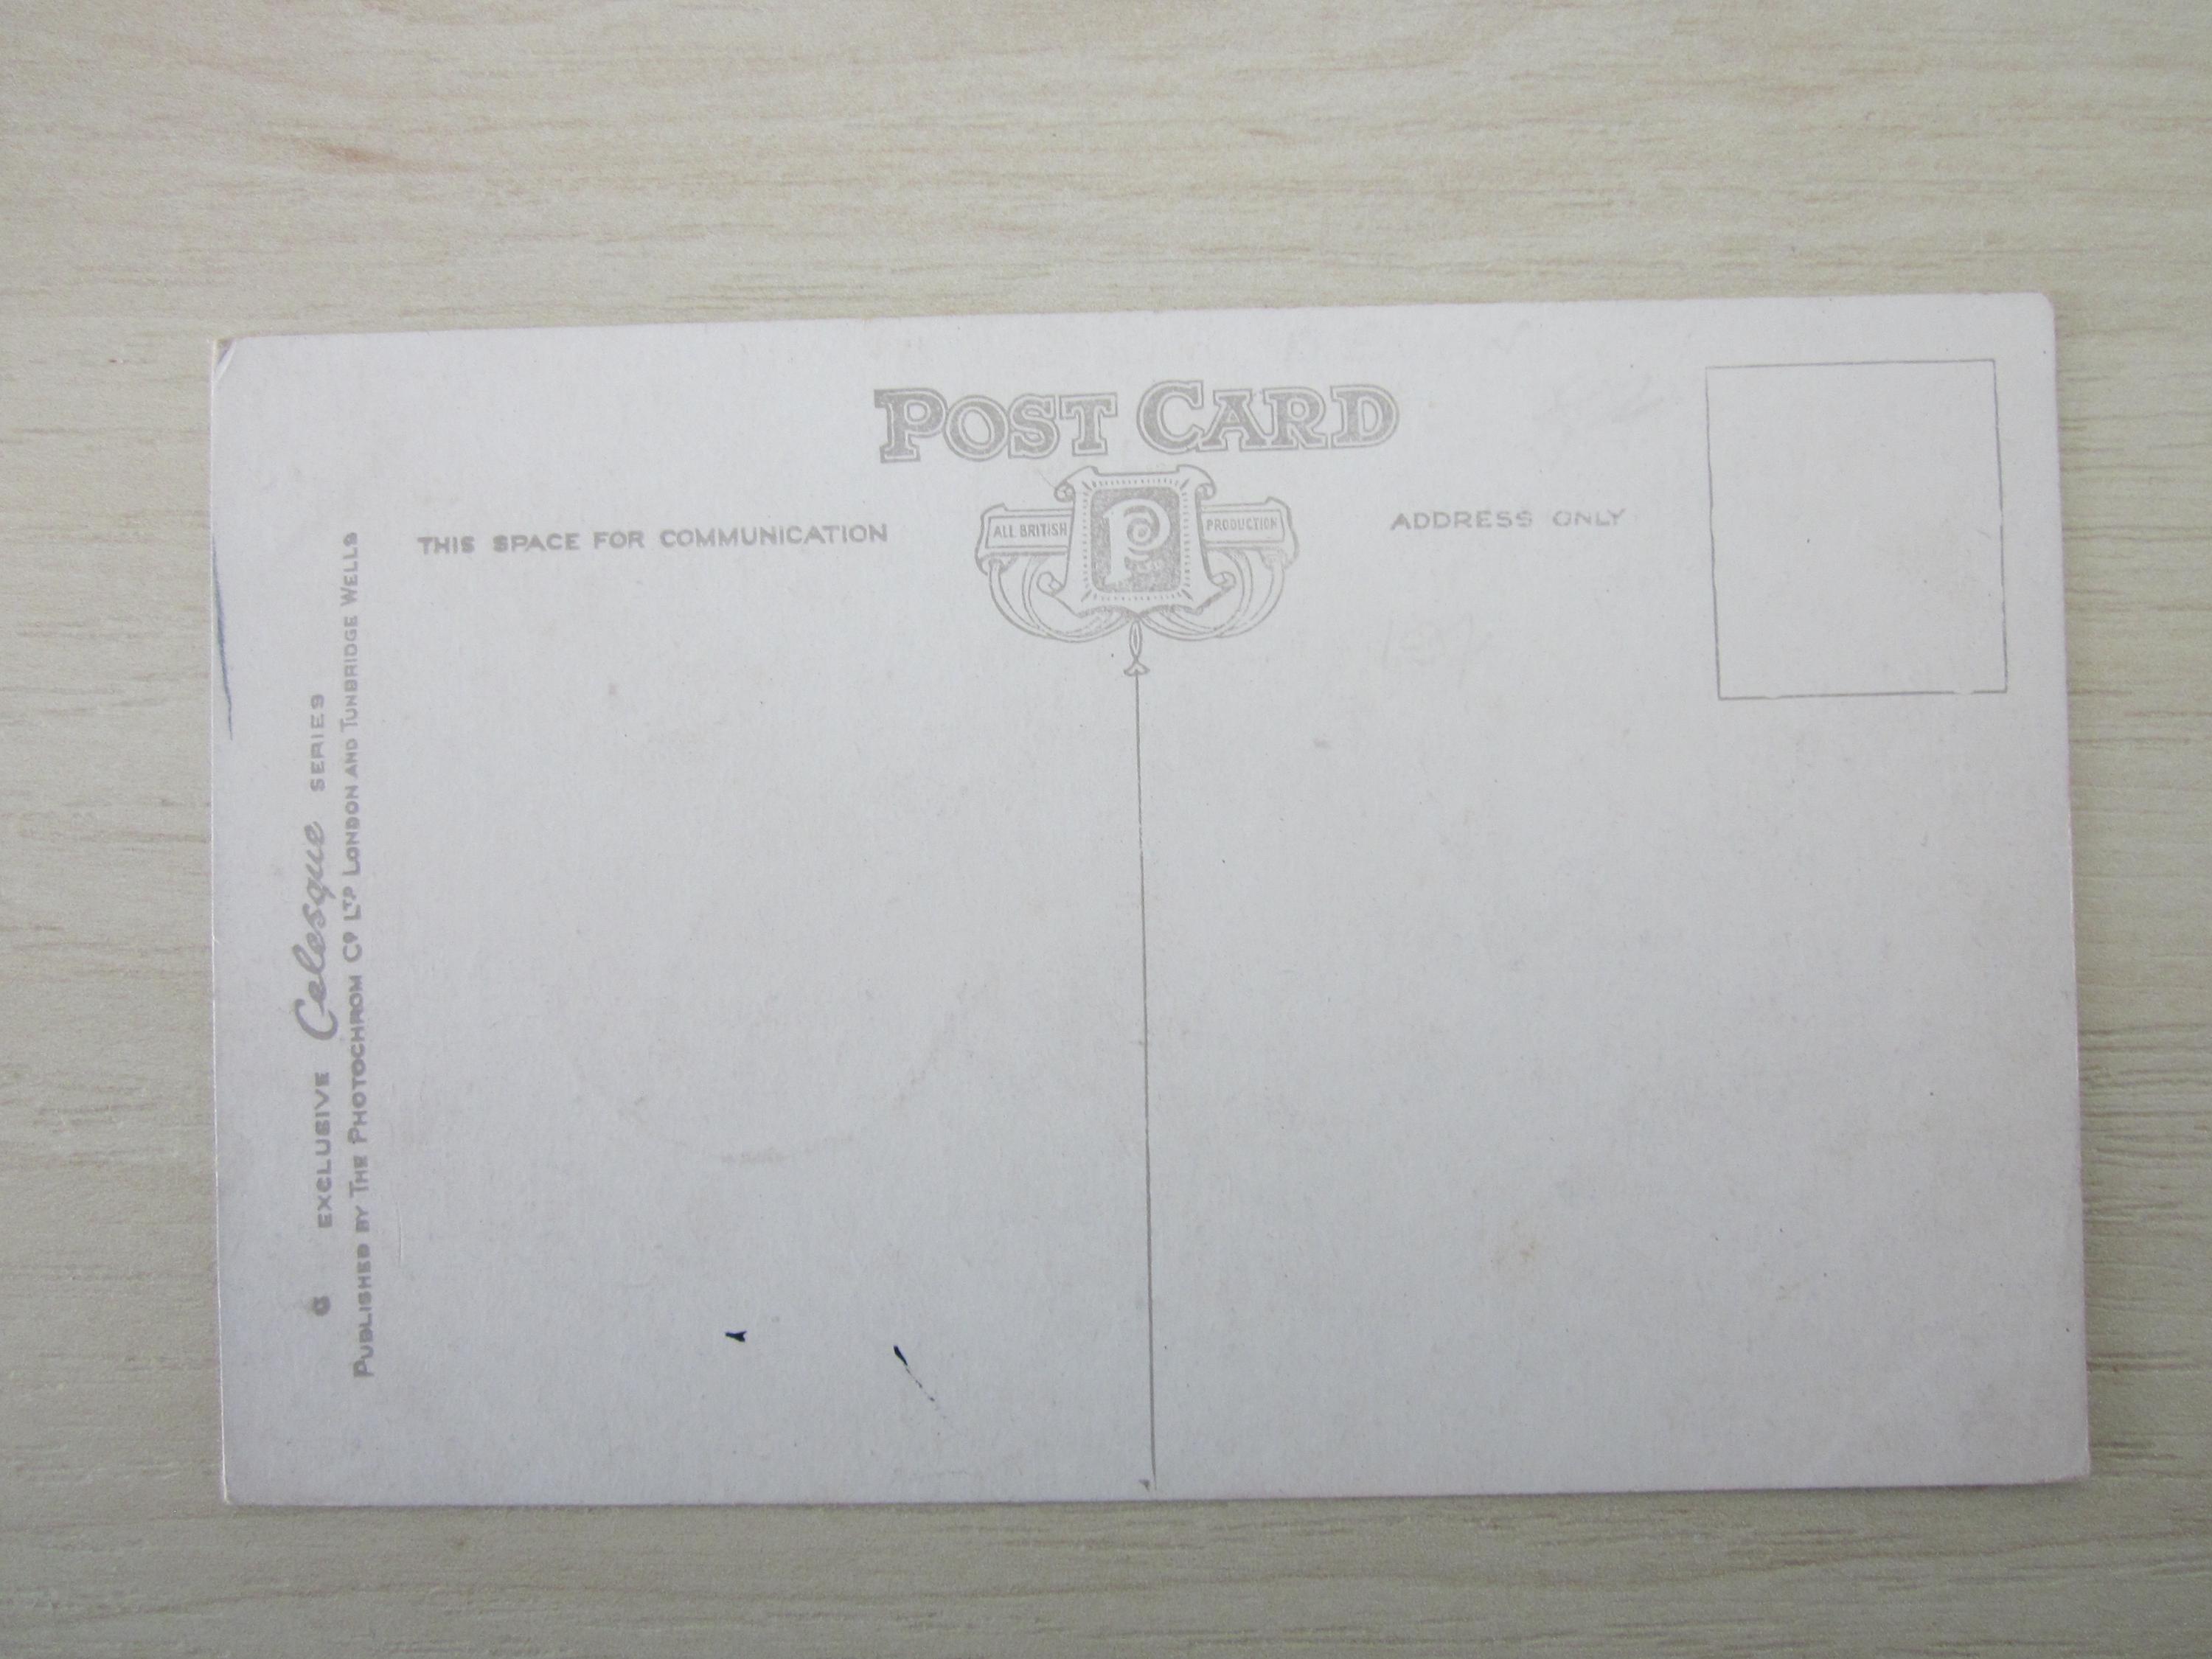 POST CARD
ALL BRITISH P PRODUCTION
THIS SPACE FOR COMMUNICATION
ADDRESS ONLY
G EXCLUSIVE Celesque SERIES
PUBLISHED BY THE PHOTOCHROM CO LTD LONDON AND TUNBRIDGE WELLS